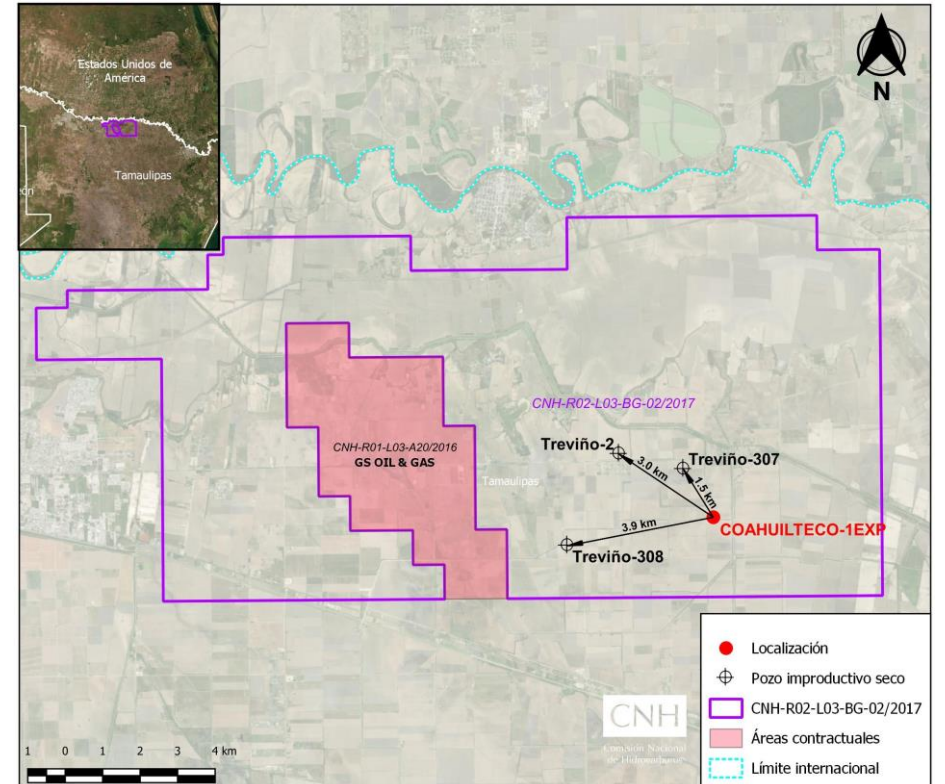 Estados Unidos de
América
Tamaulipas
N
CNH-R02-L03-BG-02/2017
Treviño-2
Treviño-307
3.0 km
1.5 km
CNH-R01-L03-A20/2016
GS OIL & GAS
Tamaulipas
3.9 km
COAHUILTECO-1EXP
Treviño-308
Localización
Pozo improductivo seco
CNH-R02-L03-BG-02/2017
Áreas contractuales
Límite internacional
CNH
Comisión Nacional
de Hidrocarburos
1 0 1 2 3 4 km